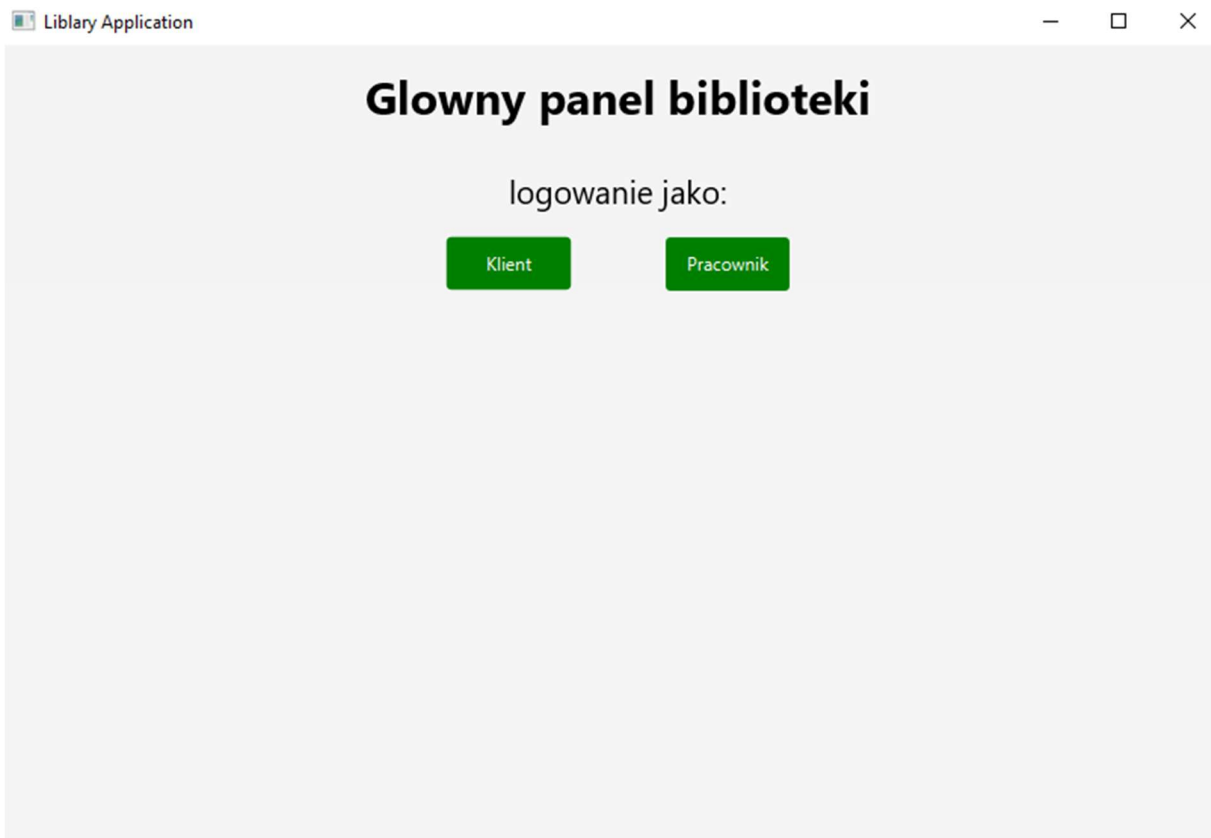 Liblary Application
Glowny panel biblioteki
logowanie jako:
Klient Pracownik